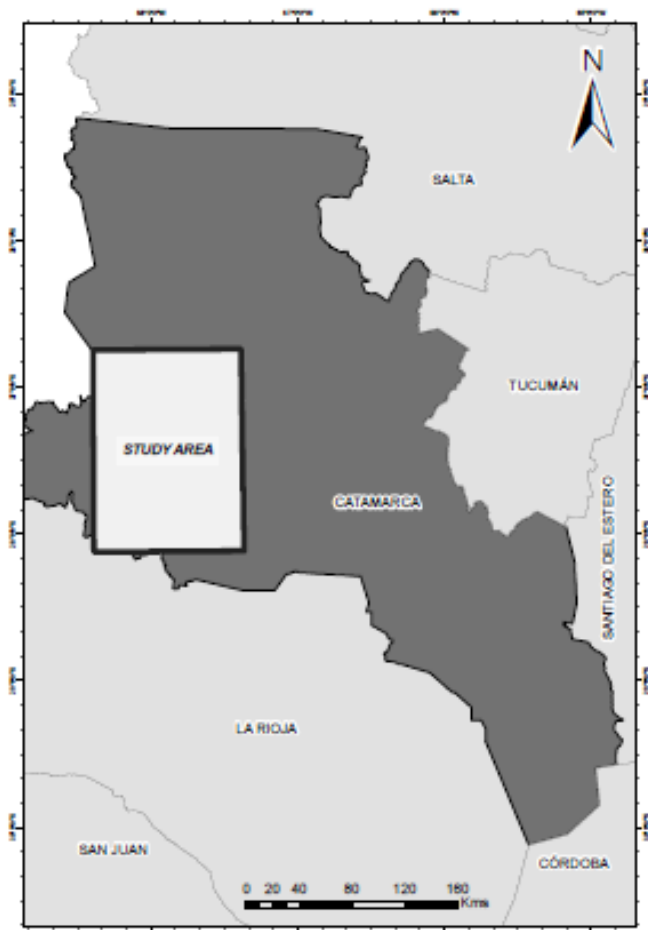 N
SALTA
TUCUMÁN
STUDY AREA
CATAMARCA
SANTIAGO DEL ESTERO
LA RIOJA
SAN JUAN
CÓRDOBA
0 20 40 80 120 160
Kms